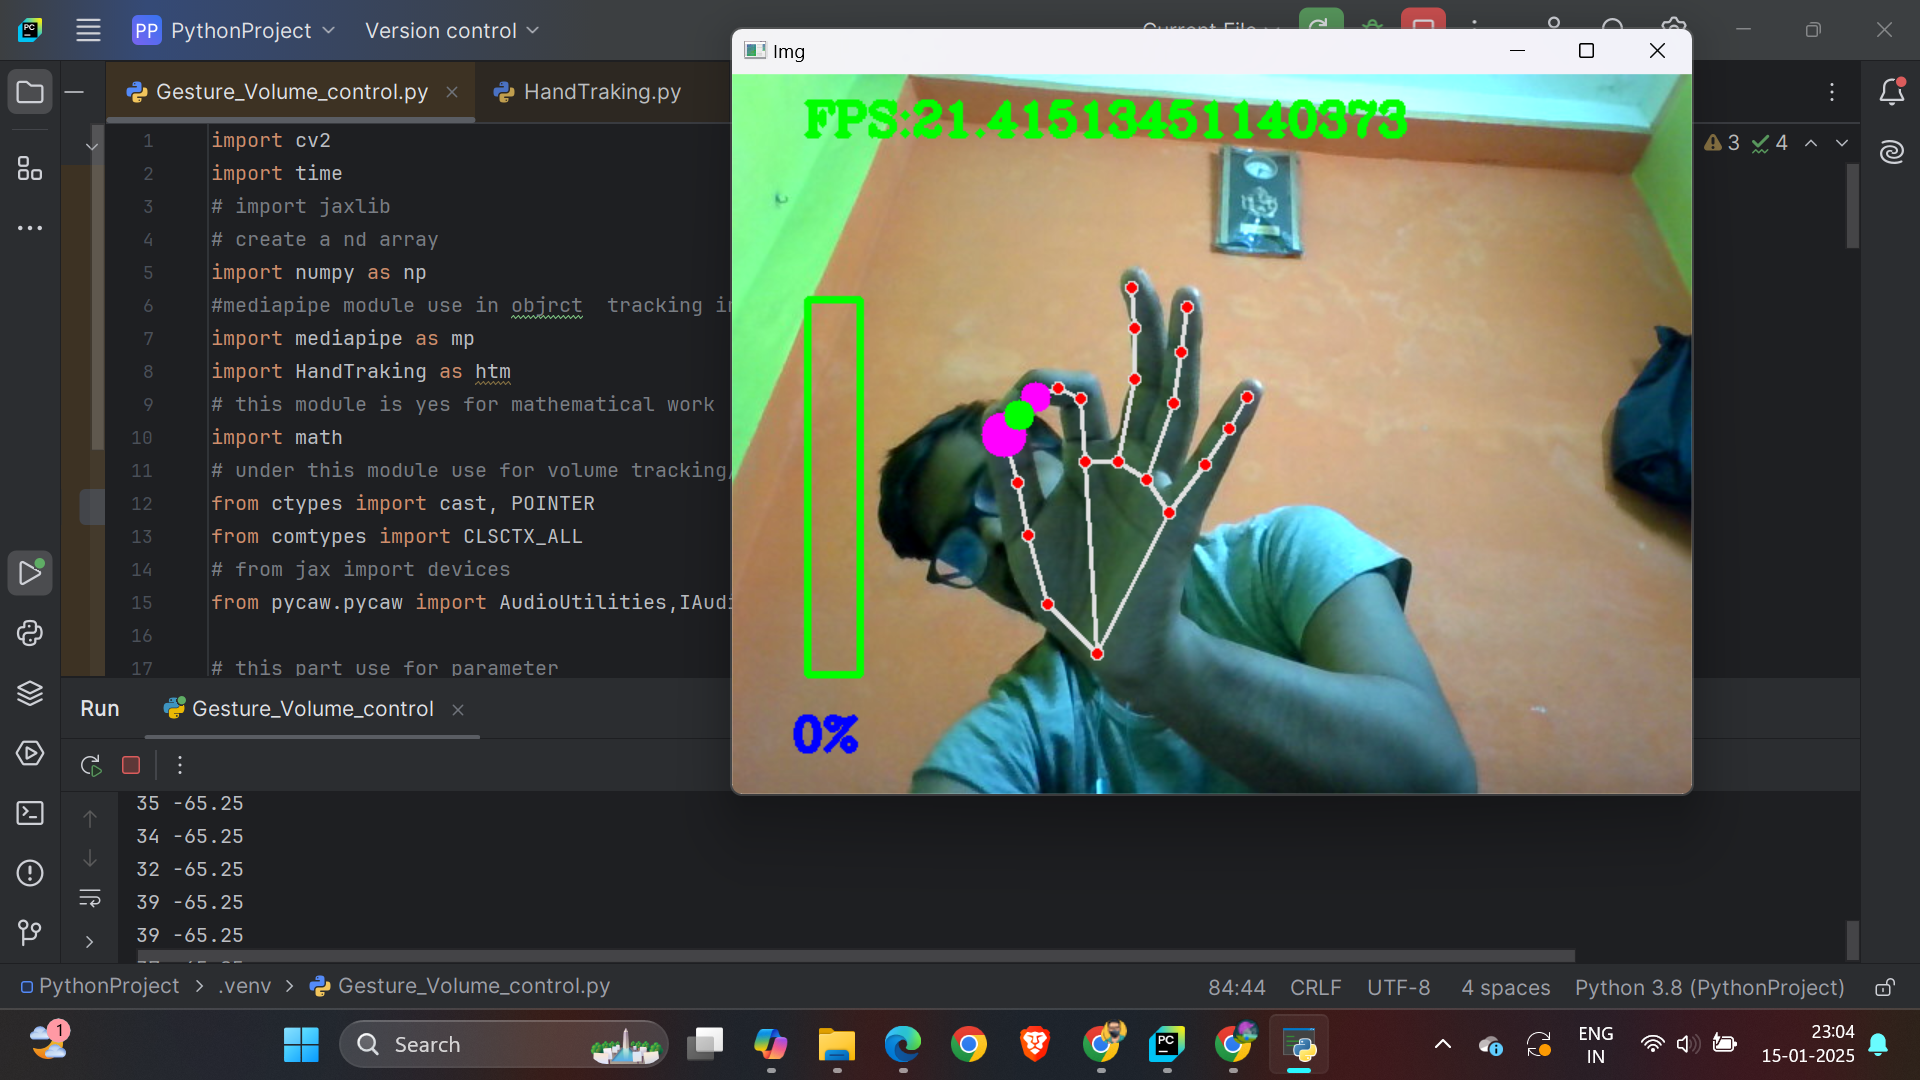 PP PythonProject Version control
Img
Gesture_Volume_control.py
HandTraking.py
FPS:21.41513451140373
3 4
1 import cv2
2 import time
3 # import jaxlib
4 # create a nd array
5 import numpy as np
6 #mediapipe module use in objrct tracking
7 import mediapipe as mp
8 import HandTraking as htm
9 # this module is yes for mathematical work
10 import math
11 # under this module use for volume tracking
12 from ctypes import cast, POINTER
13 from comtypes import CLSCTX_ALL
14 # from jax import devices
15 from pycaw.pycaw import AudioUtilities,IAudi
16
17 # this part use for parameter
0%
Run Gesture_Volume_control
35 -65.25
34 -65.25
32 -65.25
39 -65.25
39 -65.25
PythonProject > .venv > Gesture_Volume_control.py
84:44 CRLF UTF-8 4 spaces Python 3.8 (PythonProject)
1
Search
PC
ENG
IN
23:04
15-01-2025